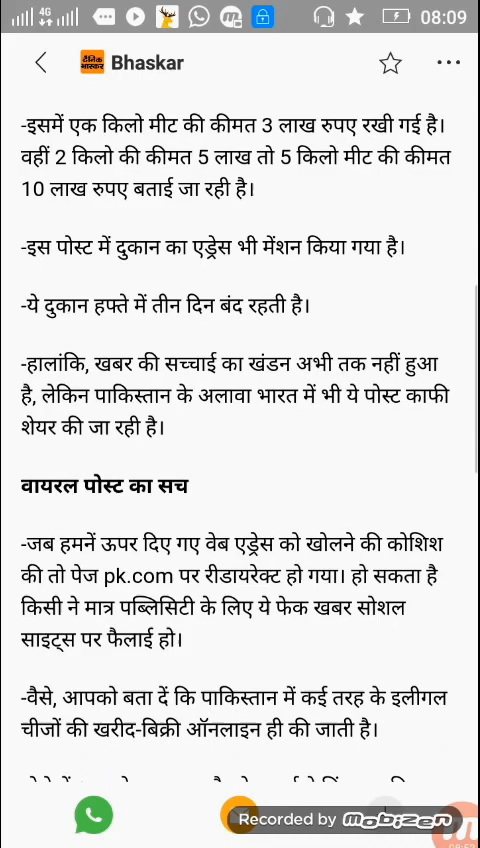 4G
08:09
दैनिक भास्कर
Bhaskar
-इसमें एक किलो मीट की कीमत 3 लाख रुपए रखी गई है।
वहीं 2 किलो की कीमत 5 लाख तो 5 किलो मीट की कीमत
10 लाख रुपए बताई जा रही है।
-इस पोस्ट में दुकान का एड्रेस भी मेंशन किया गया है।
-ये दुकान हफ्ते में तीन दिन बंद रहती है।
-हालांकि, खबर की सच्चाई का खंडन अभी तक नहीं हुआ
है, लेकिन पाकिस्तान के अलावा भारत में भी ये पोस्ट काफी
शेयर की जा रही है।
वायरल पोस्ट का सच
-जब हमनें ऊपर दिए गए वेब एड्रेस को खोलने की कोशिश
की तो पेज pk.com पर रीडायरेक्ट हो गया। हो सकता है
किसी ने मात्र पब्लिसिटी के लिए ये फेक खबर सोशल
साइट्स पर फैलाई हो।
-वैसे, आपको बता दें कि पाकिस्तान में कई तरह के इलीगल
चीजों की खरीद-बिक्री ऑनलाइन ही की जाती है।
Recorded by mobizen